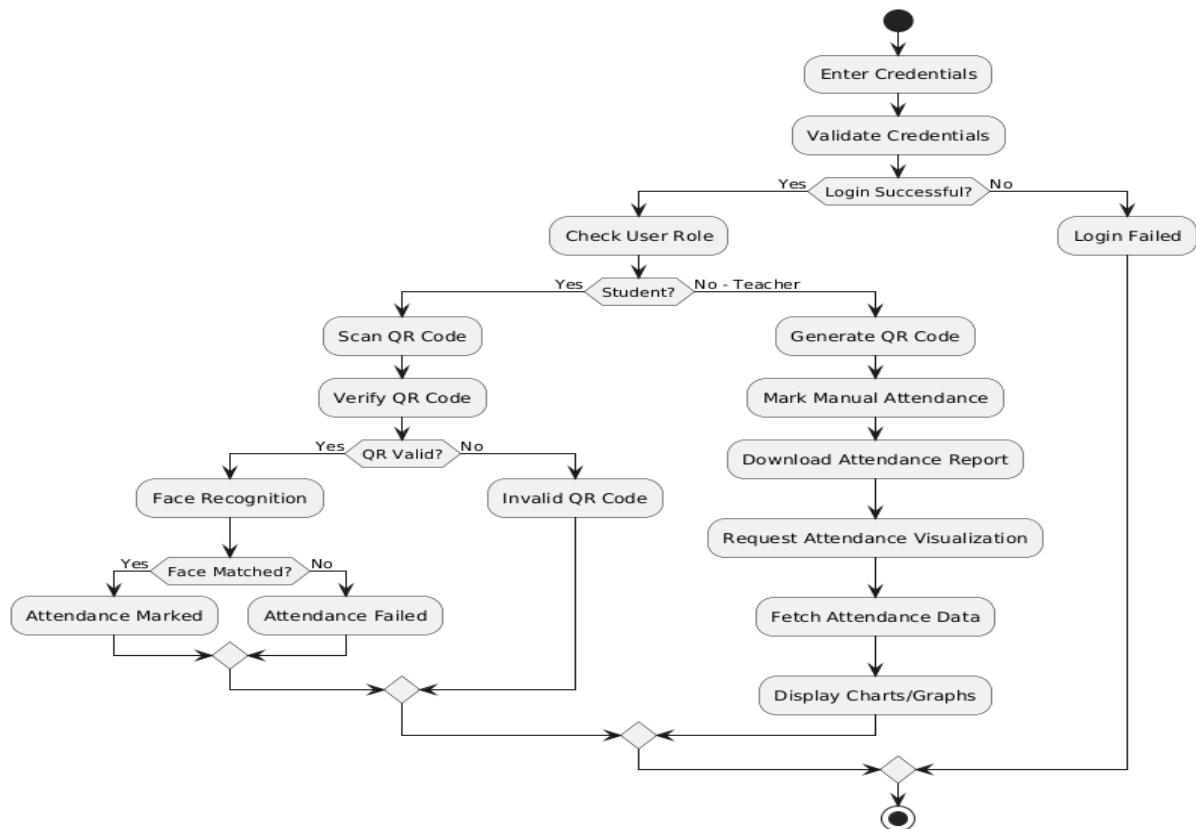 Enter Credentials
Validate Credentials
Yes
Login Successful?
No
Check User Role
Login Failed
Yes
Student?
No - Teacher
Scan QR Code
Generate QR Code
Verify QR Code
Mark Manual Attendance
Yes
QR Valid?
No
Download Attendance Report
Face Recognition
Invalid QR Code
Request Attendance Visualization
Yes
Face Matched?
No
Attendance Marked
Attendance Failed
Fetch Attendance Data
Display Charts/Graphs